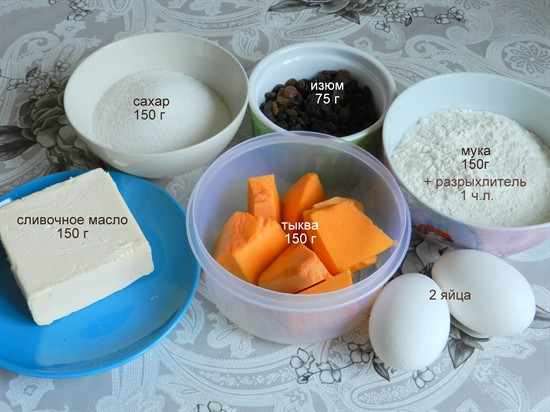 сахар
150 г
изюм
75 г
мука
150г
+ разрыхлитель
1 ч.л.
сливочное масло
150 г
тыква
150 г
2 яйца